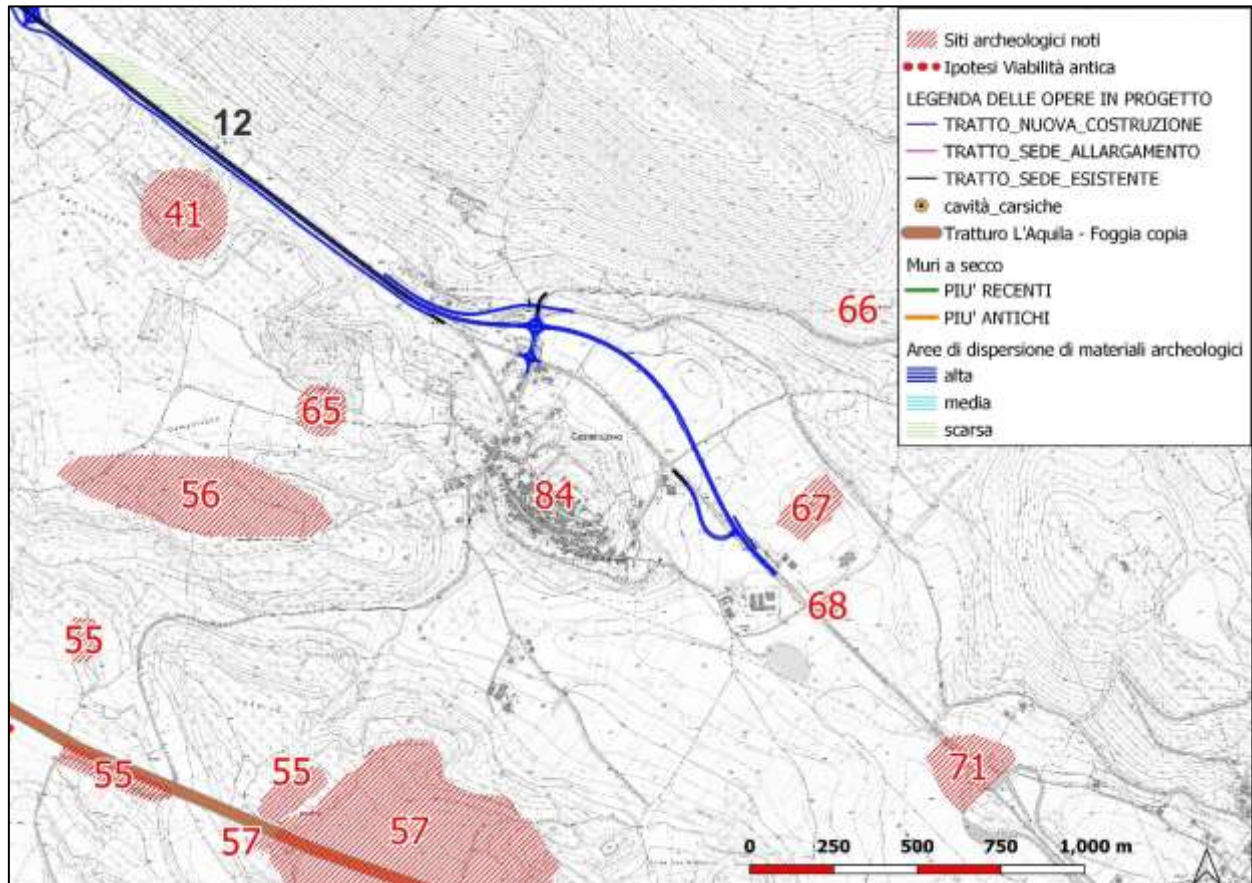 Siti archeologici noti
Ipotesi Viabilità antica
LEGENDA DELLE OPERE IN PROGETTO
TRATTO_NUOVA_COSTRUZIONE
TRATTO_SEDE_ALLARGAMENTO
TRATTO_SEDE_ESISTENTE
cavità_carsiche
Tratturo L'Aquila - Foggia copia
Muri a secco
PIU' RECENTI
PIU' ANTICHI
Aree di dispersione di materiali archeologici
alta
media
scarsa
12
41
66
65
Castelnuovo
56
84
67
68
55
55
55
71
57
57
0 250 500 750 1,000 m